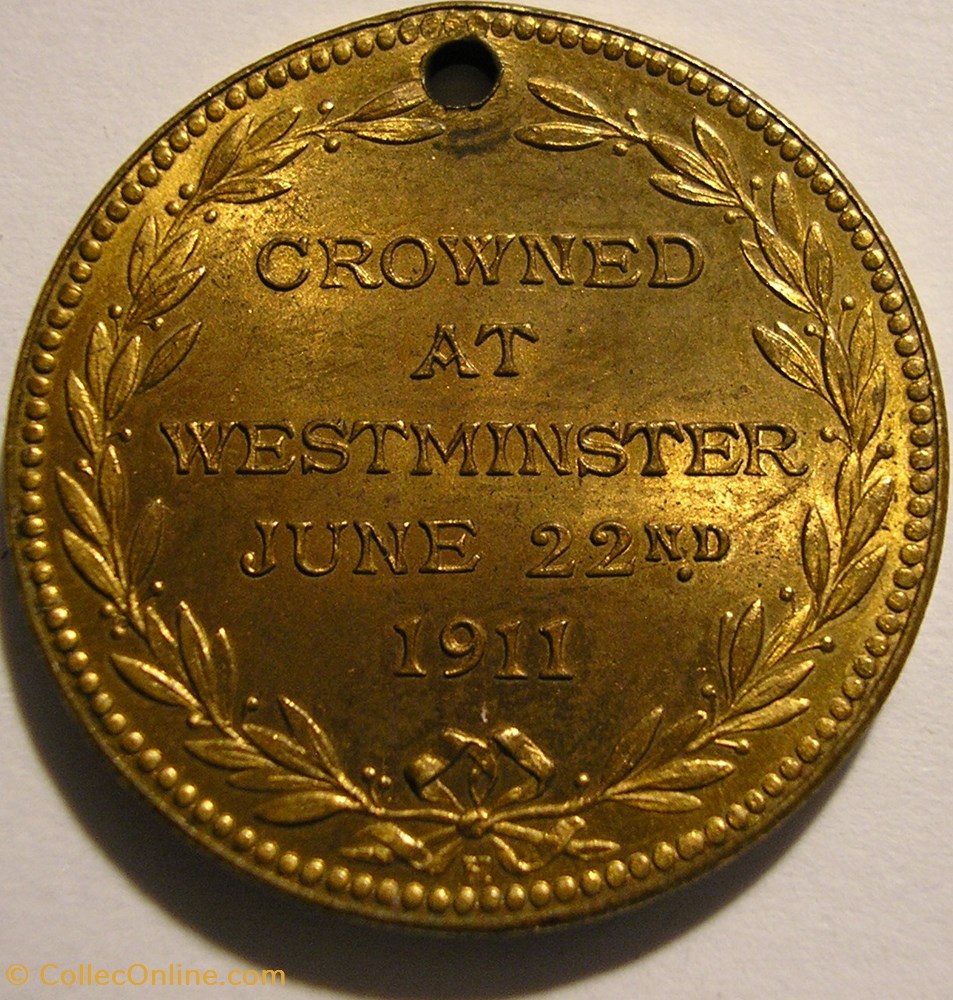 CROWNED
AT
WESTMINSTER
JUNE 22ND
1911
F.
© CollecOnline.com